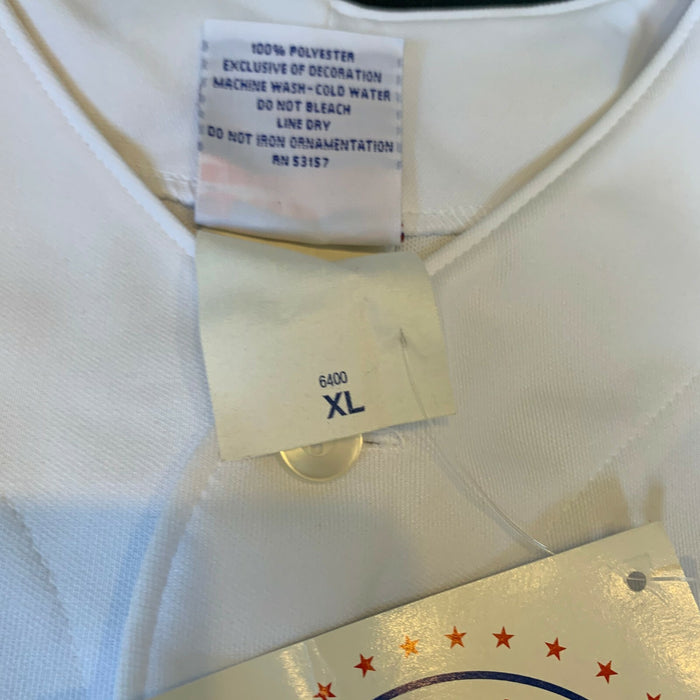 100% POLYESTER
EXCLUSIVE OF DECORATION
MACHINE WASH-COLD WATER
DO NOT BLEACH
LINE DRY
DO NOT IRON ORNAMENTATION
RN 53157
6400
XL